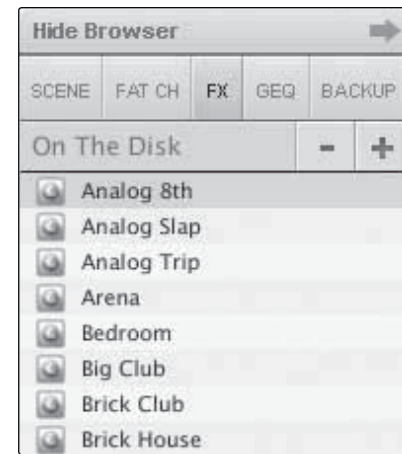 Hide Browser
SCENE FAT CH FX GEQ BACKUP
On The Disk - +
Analog 8th
Analog Slap
Analog Trip
Arena
Bedroom
Big Club
Brick Club
Brick House